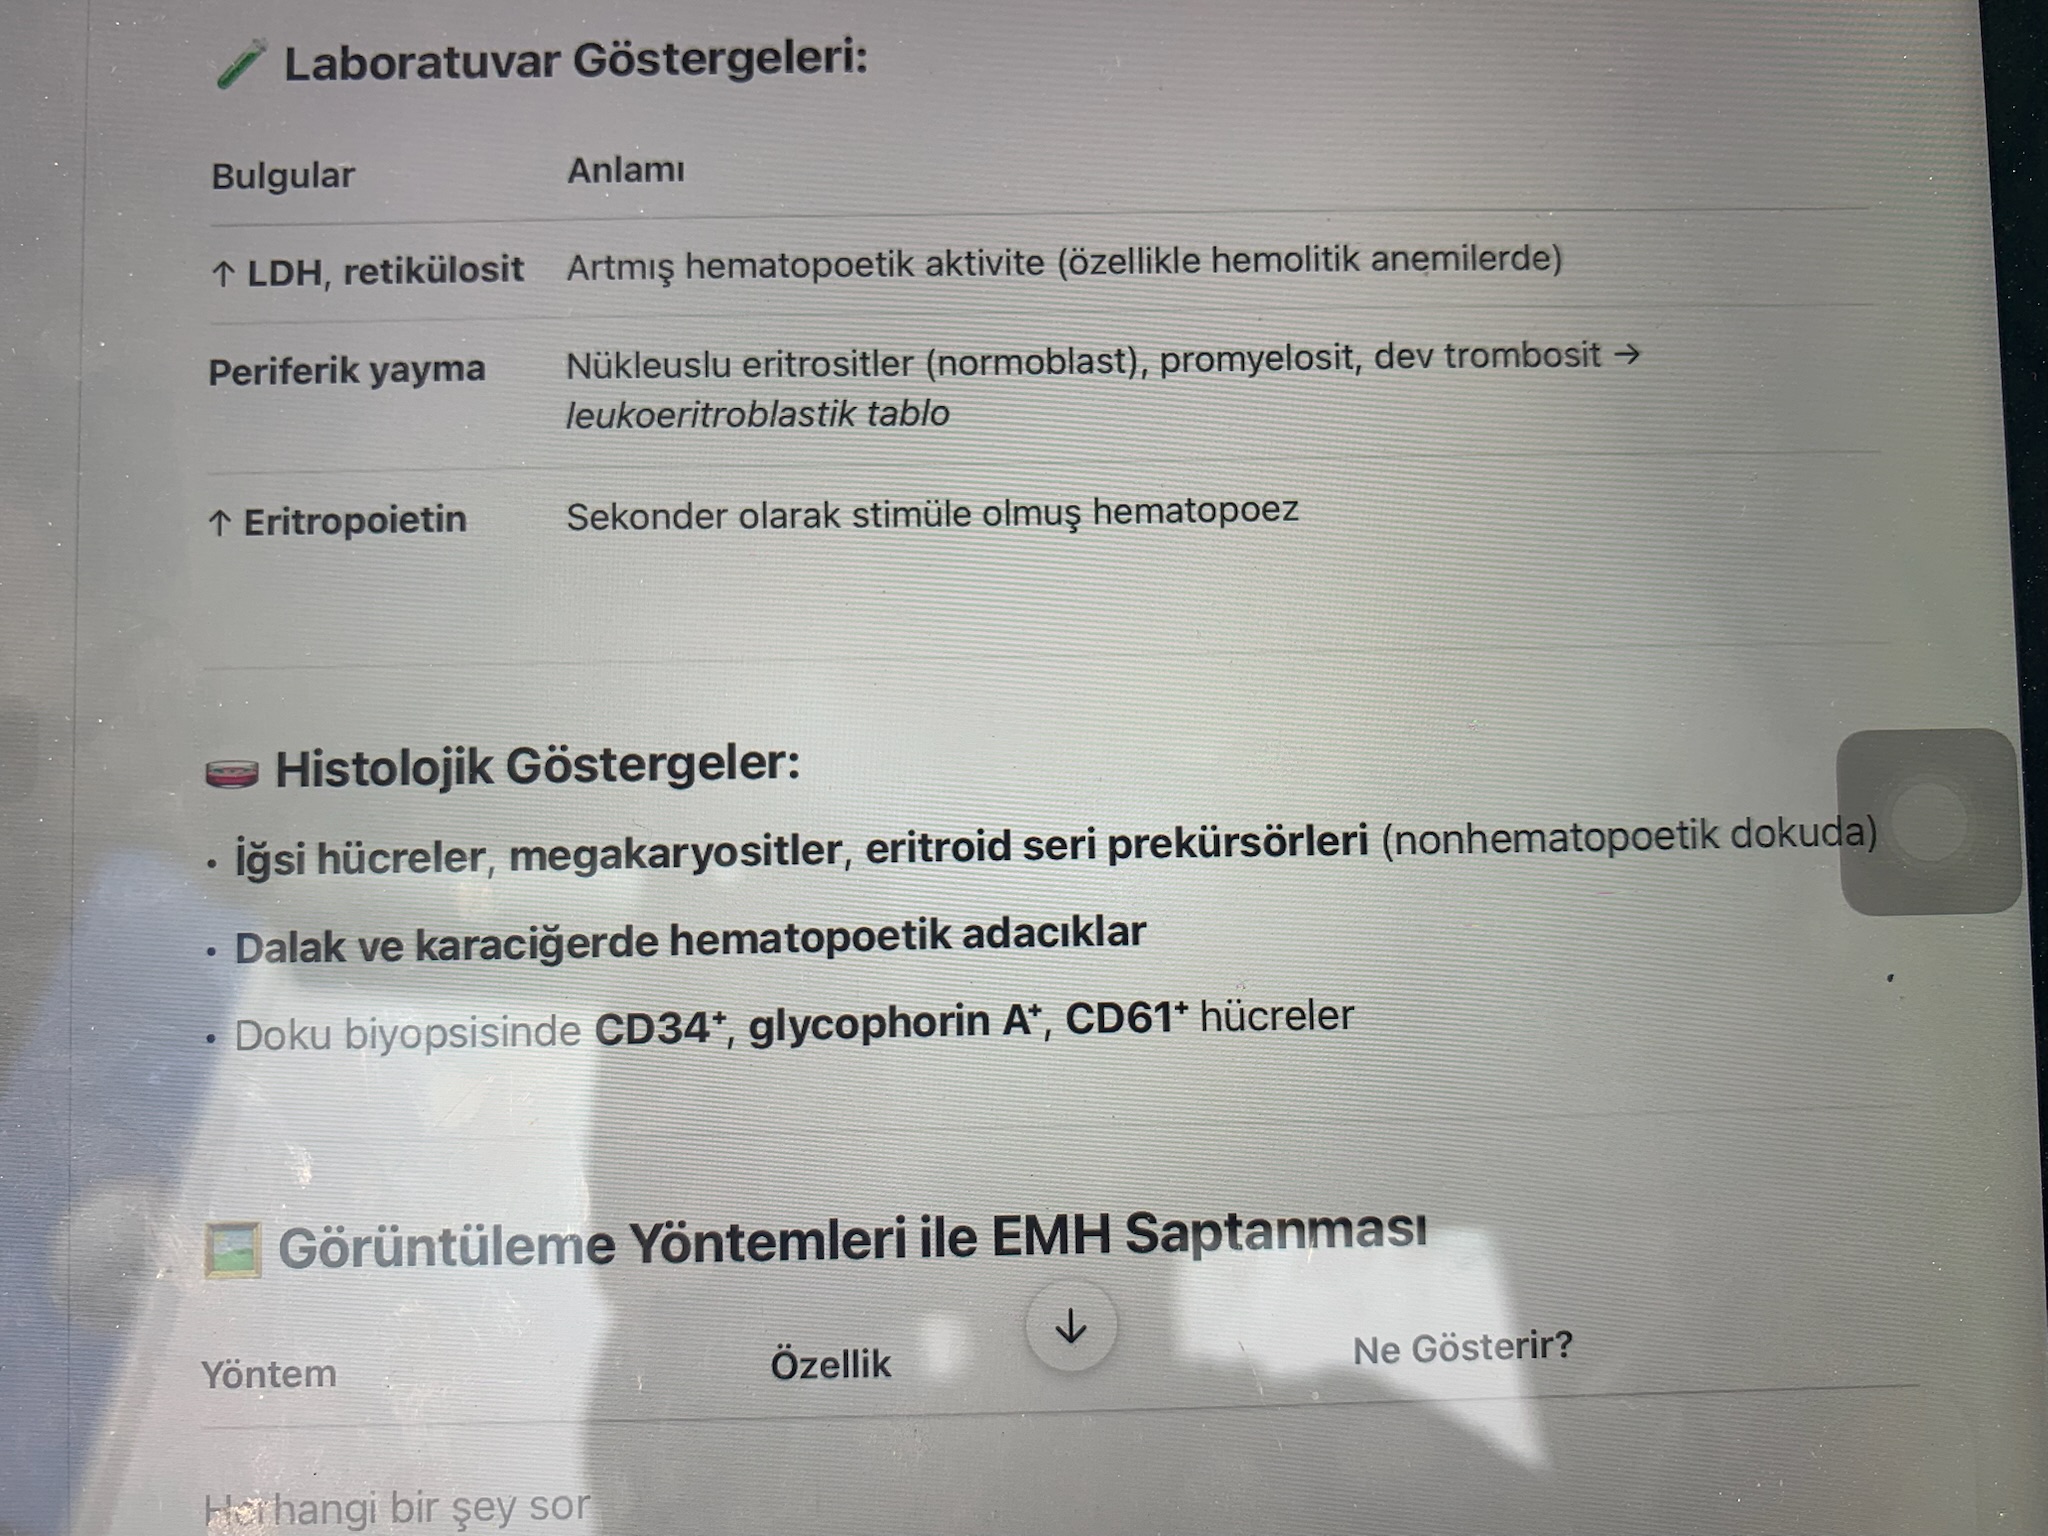 Laboratuvar Göstergeleri:
Bulgular Anlamı
↑ LDH, retikülosit Artmış hematopoetik aktivite (özellikle hemolitik anemilerde)
Periferik yayma Nükleuslu eritrositler (normoblast), promyelosit, dev trombosit →
leukoeritroblastik tablo
↑ Eritropoietin Sekonder olarak stimüle olmuş hematopoez
Histolojik Göstergeler:
• İğsi hücreler, megakaryositler, eritroid seri prekürsörleri (nonhematopoetik dokuda)
• Dalak ve karaciğerde hematopoetik adacıklar
• Doku biyopsisinde CD34⁺, glycophorin A⁺, CD61⁺ hücreler
Görüntüleme Yöntemleri ile EMH Saptanması
Yöntem Özellik Ne Gösterir?
Herhangi bir şey sor